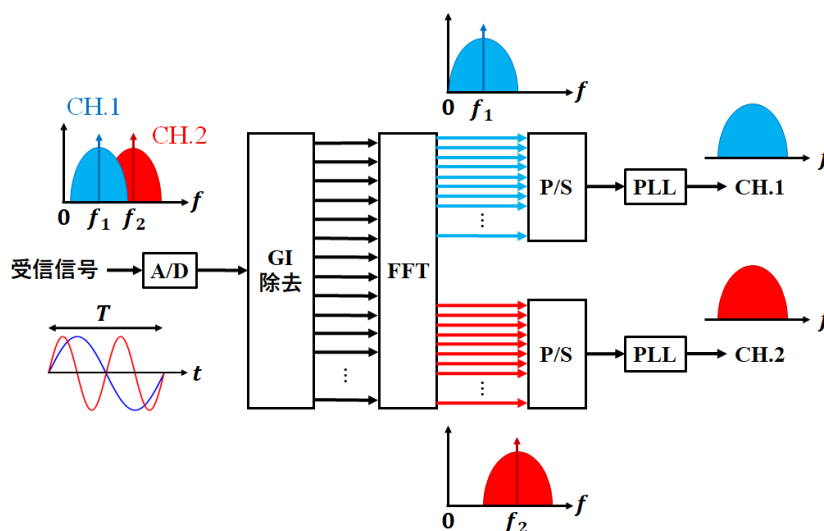 f
0
f₁
CH.1
CH.2
f
0
f₁
f₂
受信信号
A/D
GI
除去
FFT
⋮
⋮
P/S
PLL
CH.1
f
T
t
⋮
P/S
PLL
CH.2
f
f
0
f₂